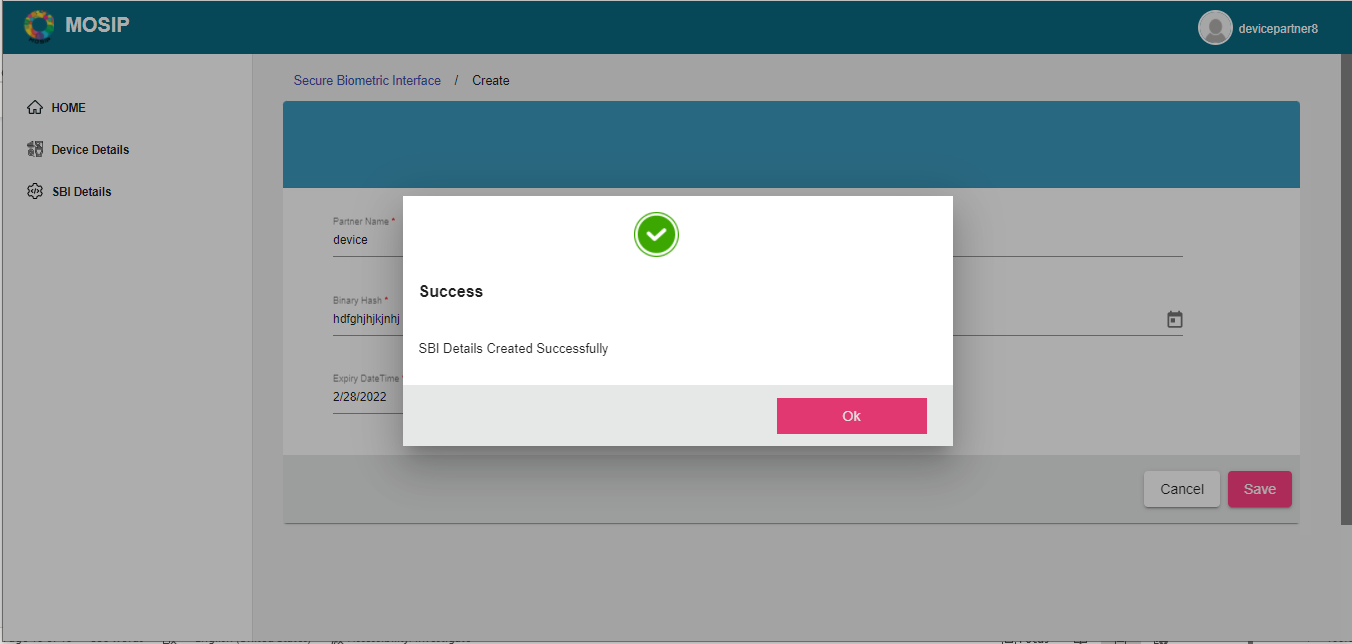 MOSIP
devicepartner8
Secure Biometric Interface / Create
HOME
Device Details
SBI Details
Partner Name *
device
Binary Hash *
hdfghjhjkjnhj
Expiry DateTime
2/28/2022
Success
SBI Details Created Successfully
Ok
Cancel
Save